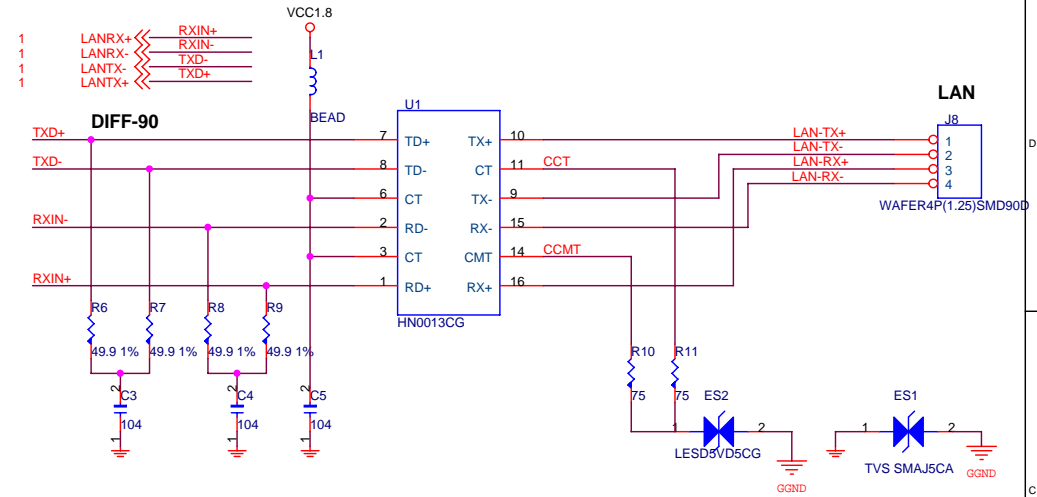 VCC1.8
1 LANRX+ RXIN+
1 LANRX- RXIN-
1 LANTX- TXD-
1 LANTX+ TXD+
L1
BEAD
DIFF-90
LAN
U1
J8
TXD+ 7 TD+ TX+ 10 LAN-TX+ 1
TXD- 8 TD- CT 11 CCT LAN-TX- 2
6 CT TX- 9 LAN-RX+ 3
RXIN- 2 RD- RX- 15 LAN-RX- 4
3 CT CMT 14 CCMT
RXIN+ 1 RD+ RX+ 16
WAFER4P(1.25)SMD90D
HN0013CG
R6 R7 R8 R9
49.9 1% 49.9 1% 49.9 1% 49.9 1%
R10 R11
75 75
2 C3 2 C4 2 C5
104 104 104
1 1 1
ES2 ES1
1 2 1 2
LESD5VD5CG
TVS SMAJ5CA
GGND GGND
D
C